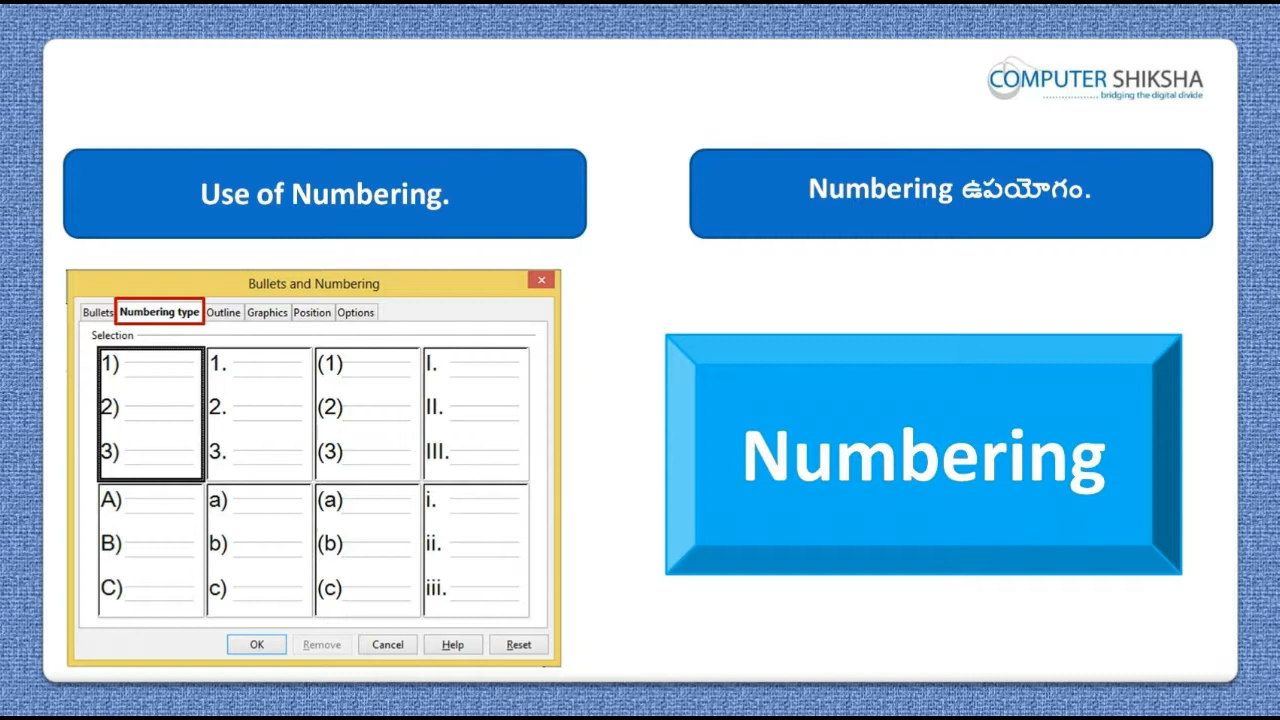 COMPUTER SHIKSHA
bridging the digital divide
Use of Numbering.
Numbering ఉపయోగం.
Bullets and Numbering
Bullets Numbering type Outline Graphics Position Options
Selection
1) 1. (1) I.
2) 2. (2) II.
3) 3. (3) III.
A) a) (a) i.
B) b) (b) ii.
C) c) (c) iii.
OK Remove Cancel Help Reset
Numbering